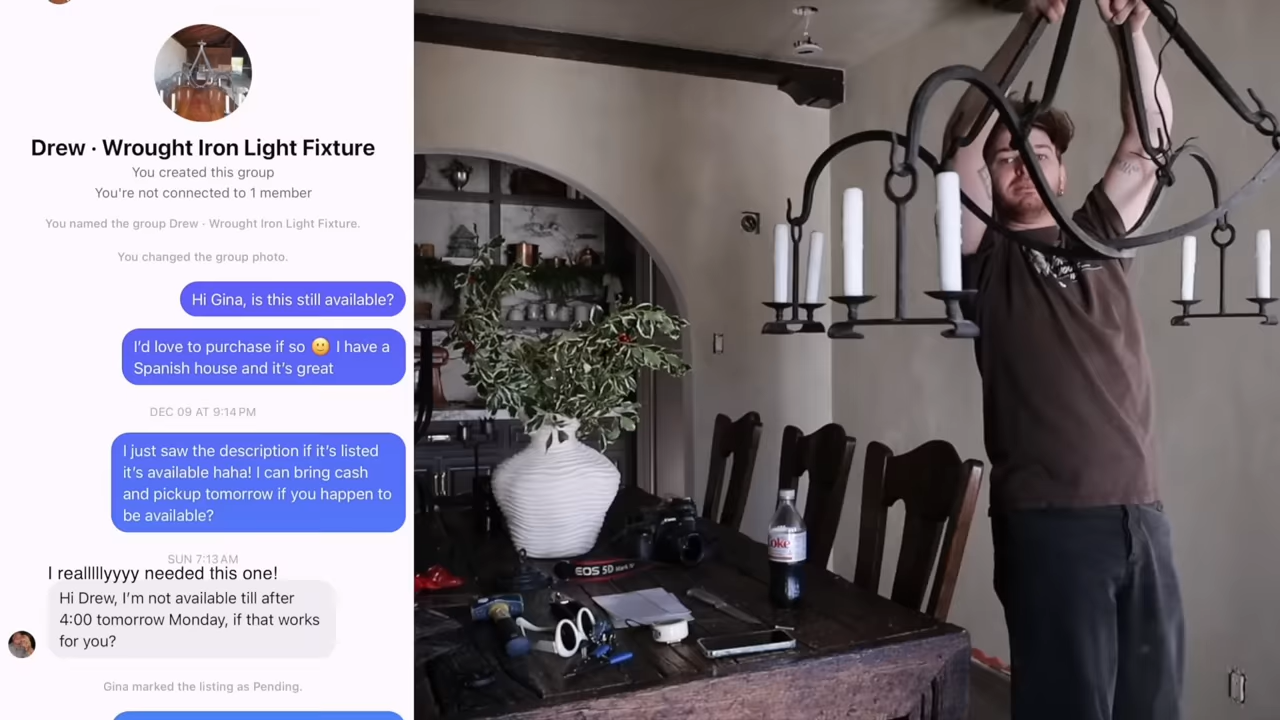 Drew · Wrought Iron Light Fixture
You created this group
You're not connected to 1 member
You named the group Drew · Wrought Iron Light Fixture.
You changed the group photo.
Hi Gina, is this still available?
I'd love to purchase if so 🙂 I have a
Spanish house and it's great
DEC 09 AT 9:14 PM
I just saw the description if it's listed
it's available haha! I can bring cash
and pickup tomorrow if you happen to
be available?
SUN 7:13 AM
I realllllyyyy needed this one!
Hi Drew, I'm not available till after
4:00 tomorrow Monday, if that works
for you?
Gina marked the listing as Pending.
Coke
EOS 5D